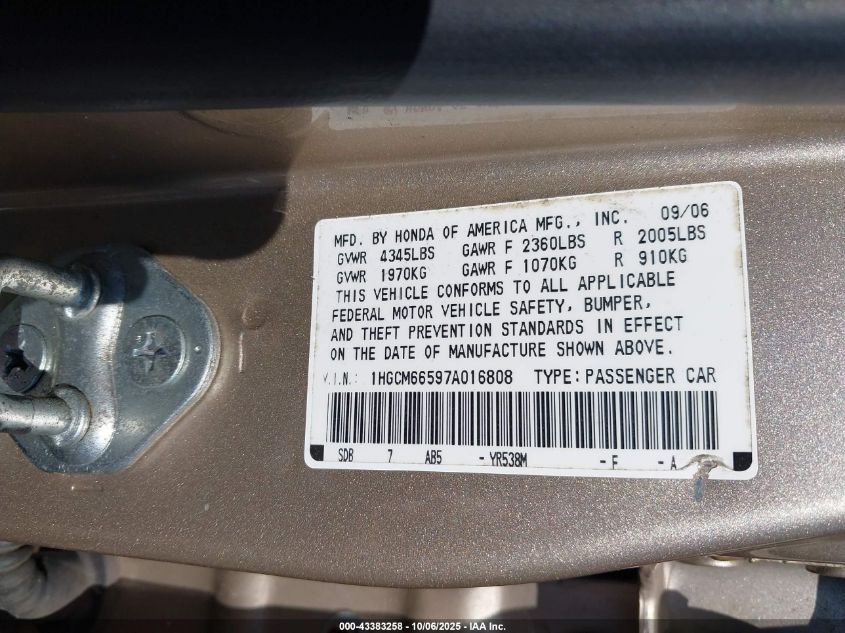 MFD. BY HONDA OF AMERICA MFG., INC. 09/06
GVWR 4345LBS GAWR F 2360LBS R 2005LBS
GVWR 1970KG GAWR F 1070KG R 910KG
THIS VEHICLE CONFORMS TO ALL APPLICABLE
FEDERAL MOTOR VEHICLE SAFETY, BUMPER,
AND THEFT PREVENTION STANDARDS IN EFFECT
ON THE DATE OF MANUFACTURE SHOWN ABOVE.
V.I.N.: 1HGCM66597A016808 TYPE: PASSENGER CAR
SDB 7 AB5 - YR538M - F - A
000-43383258 - 10/06/2025 - IAA Inc.